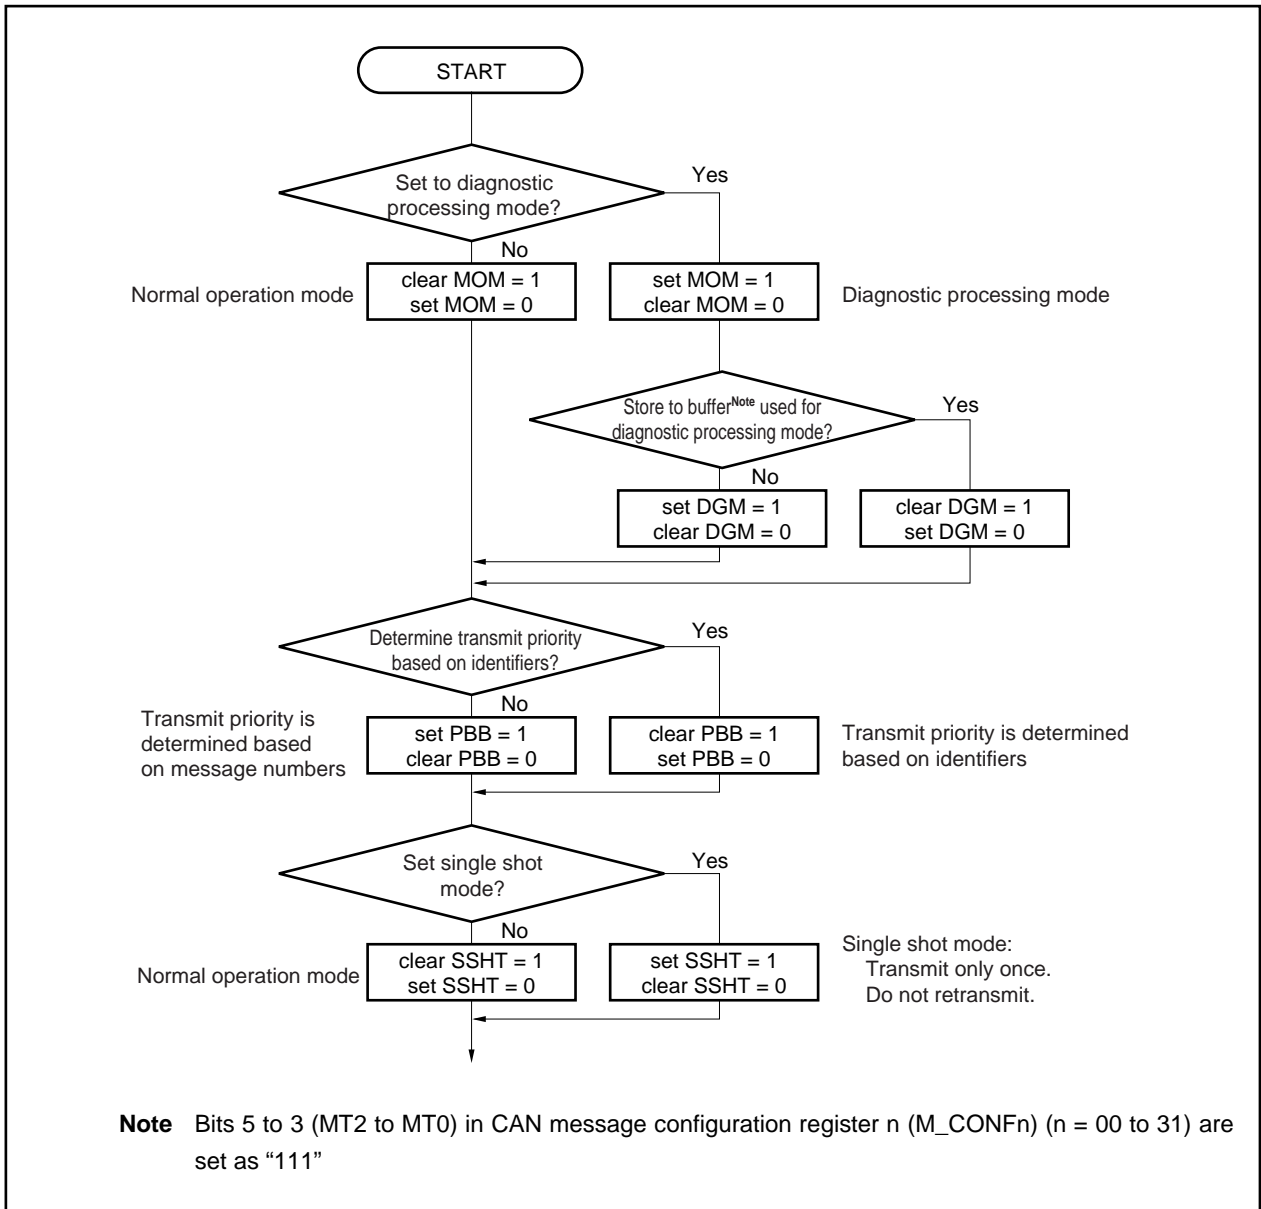 START
Set to diagnostic
processing mode?
Yes
No
Normal operation mode
clear MOM = 1
set MOM = 0
set MOM = 1
clear MOM = 0
Diagnostic processing mode
Store to bufferNote used for
diagnostic processing mode?
Yes
No
set DGM = 1
clear DGM = 0
clear DGM = 1
set DGM = 0
Determine transmit priority
based on identifiers?
Yes
No
Transmit priority is
determined based
on message numbers
set PBB = 1
clear PBB = 0
clear PBB = 1
set PBB = 0
Transmit priority is determined
based on identifiers
Set single shot
mode?
Yes
No
Normal operation mode
clear SSHT = 1
set SSHT = 0
set SSHT = 1
clear SSHT = 0
Single shot mode:
Transmit only once.
Do not retransmit.
Note Bits 5 to 3 (MT2 to MT0) in CAN message configuration register n (M_CONFn) (n = 00 to 31) are
set as “111”